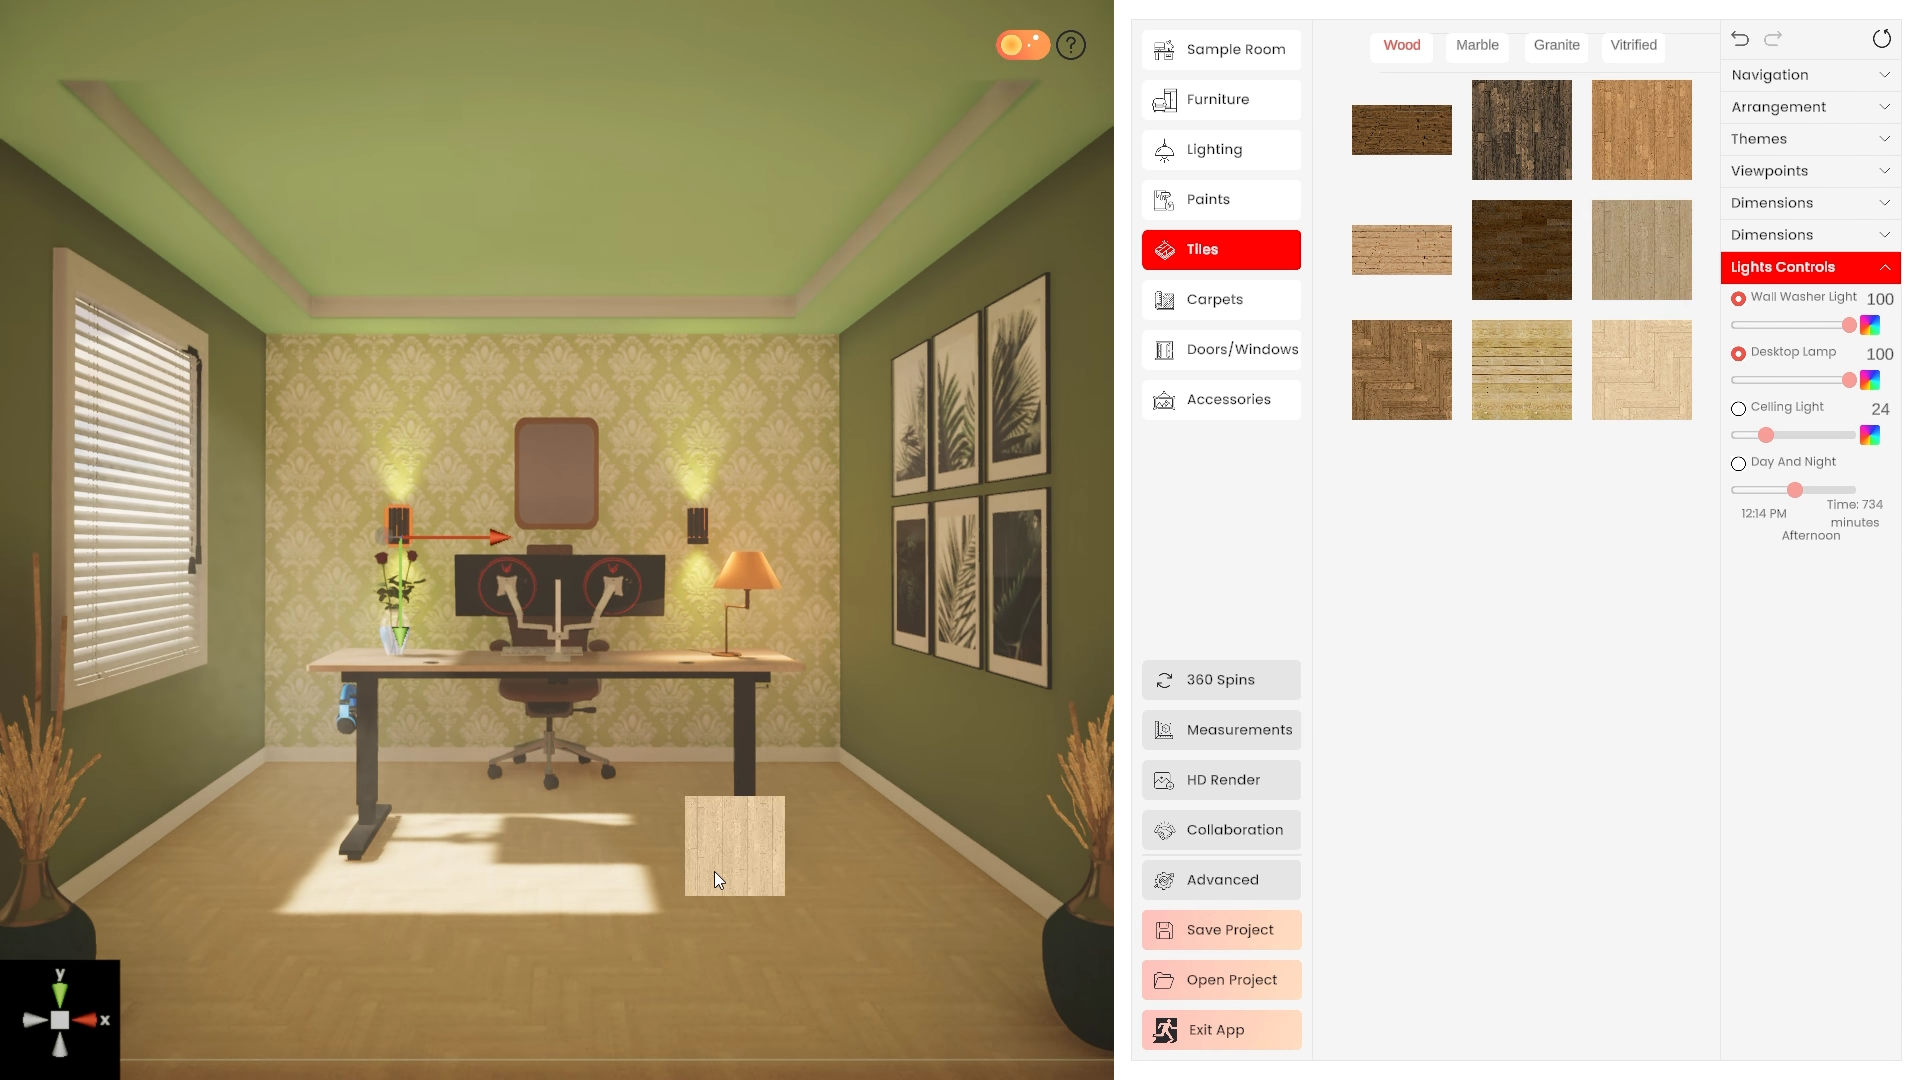 ?
y
x
Sample Room
Furniture
Lighting
Paints
Tiles
Carpets
Doors/Windows
Accessories
360 Spins
Measurements
HD Render
Collaboration
Advanced
Save Project
Open Project
Exit App
Wood
Marble
Granite
Vitrified
Navigation
Arrangement
Themes
Viewpoints
Dimensions
Dimensions
Lights Controls
Wall Washer Light 100
Desktop Lamp 100
Ceiling Light 24
Day And Night
12:14 PM
Time: 734
minutes
Afternoon